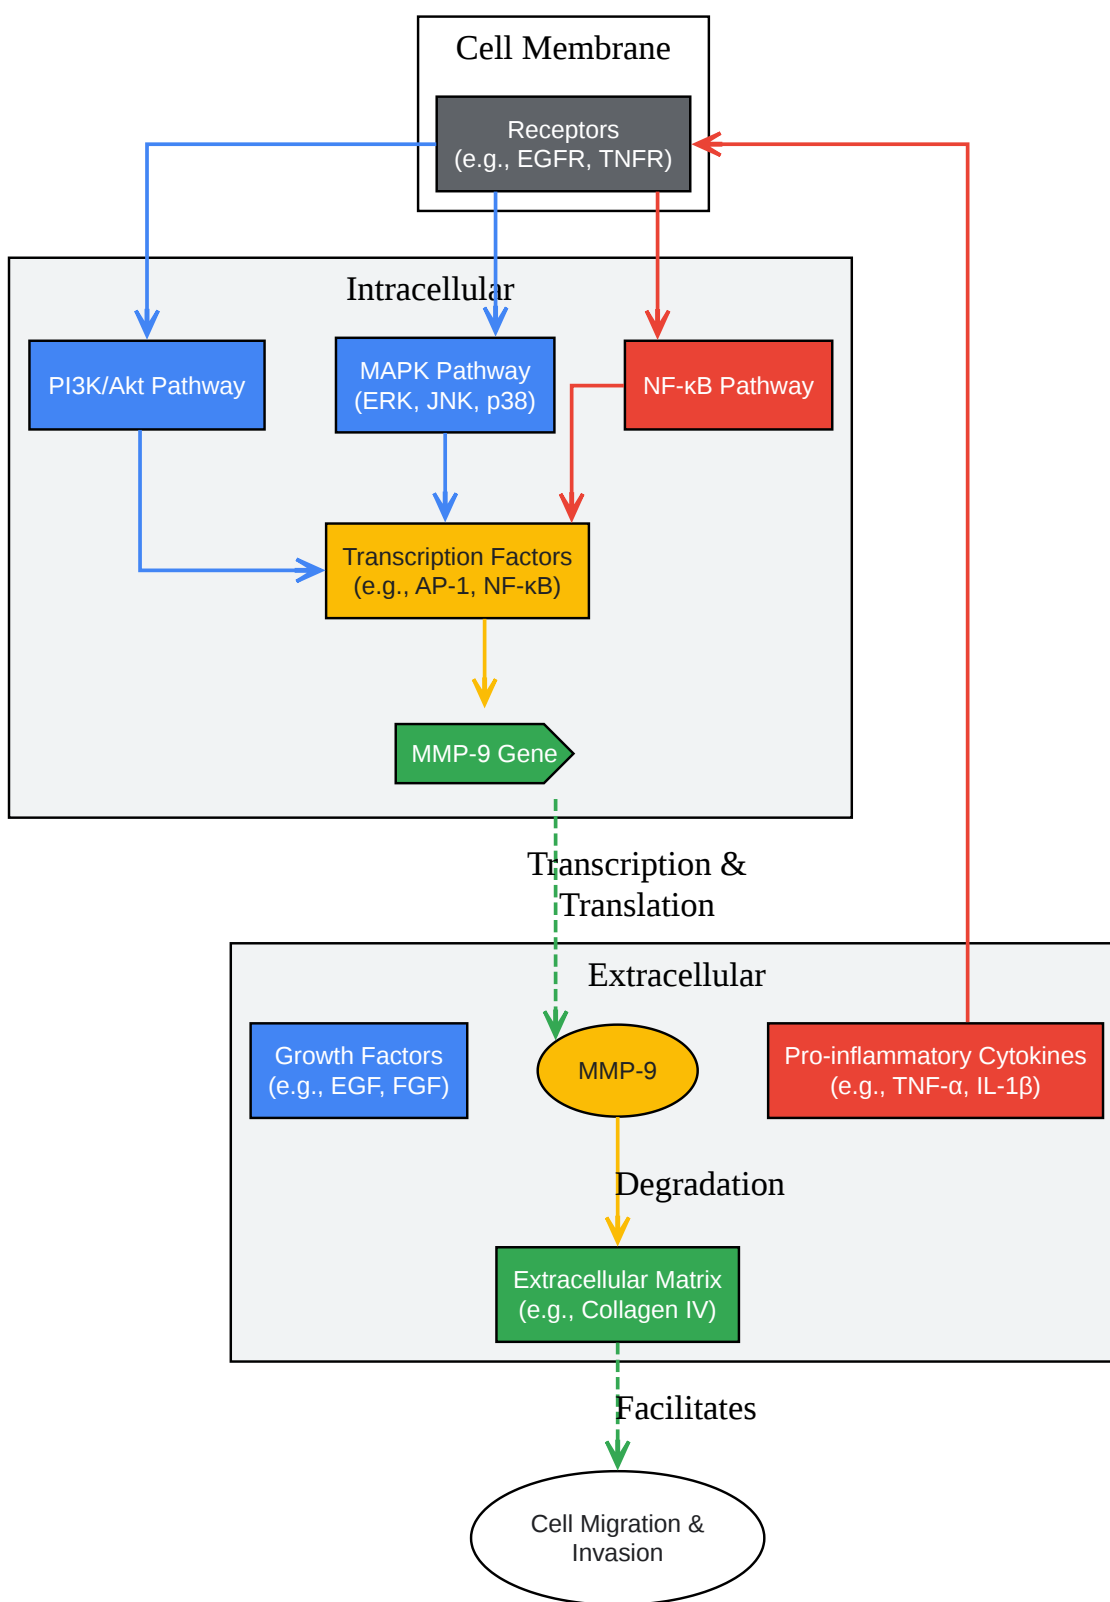 Cell Membrane
Receptors
(e.g., EGFR, TNFR)
Intracellular
PI3K/Akt Pathway
MAPK Pathway
(ERK, JNK, p38)
NF-κB Pathway
Transcription Factors
(e.g., AP-1, NF-κB)
MMP-9 Gene
Transcription &
Translation
Extracellular
Growth Factors
(e.g., EGF, FGF)
MMP-9
Pro-inflammatory Cytokines
(e.g., TNF-α, IL-1β)
Degradation
Extracellular Matrix
(e.g., Collagen IV)
Facilitates
Cell Migration &
Invasion